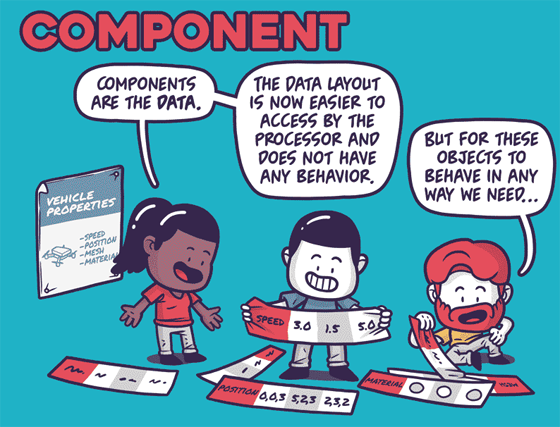 COMPONENT
COMPONENTS
ARE THE DATA.
THE DATA LAYOUT
IS NOW EASIER TO
ACCESS BY THE
PROCESSOR AND
DOES NOT HAVE
ANY BEHAVIOR.
BUT FOR THESE
OBJECTS TO
BEHAVE IN ANY
WAY WE NEED...
VEHICLE
PROPERTIES
-SPEED
-POSITION
-MESH
-MATERIAL
SPEED 3.0 1.5 5.0
POSITION 0,0,3 5,2,3 2,3,2
MATERIAL